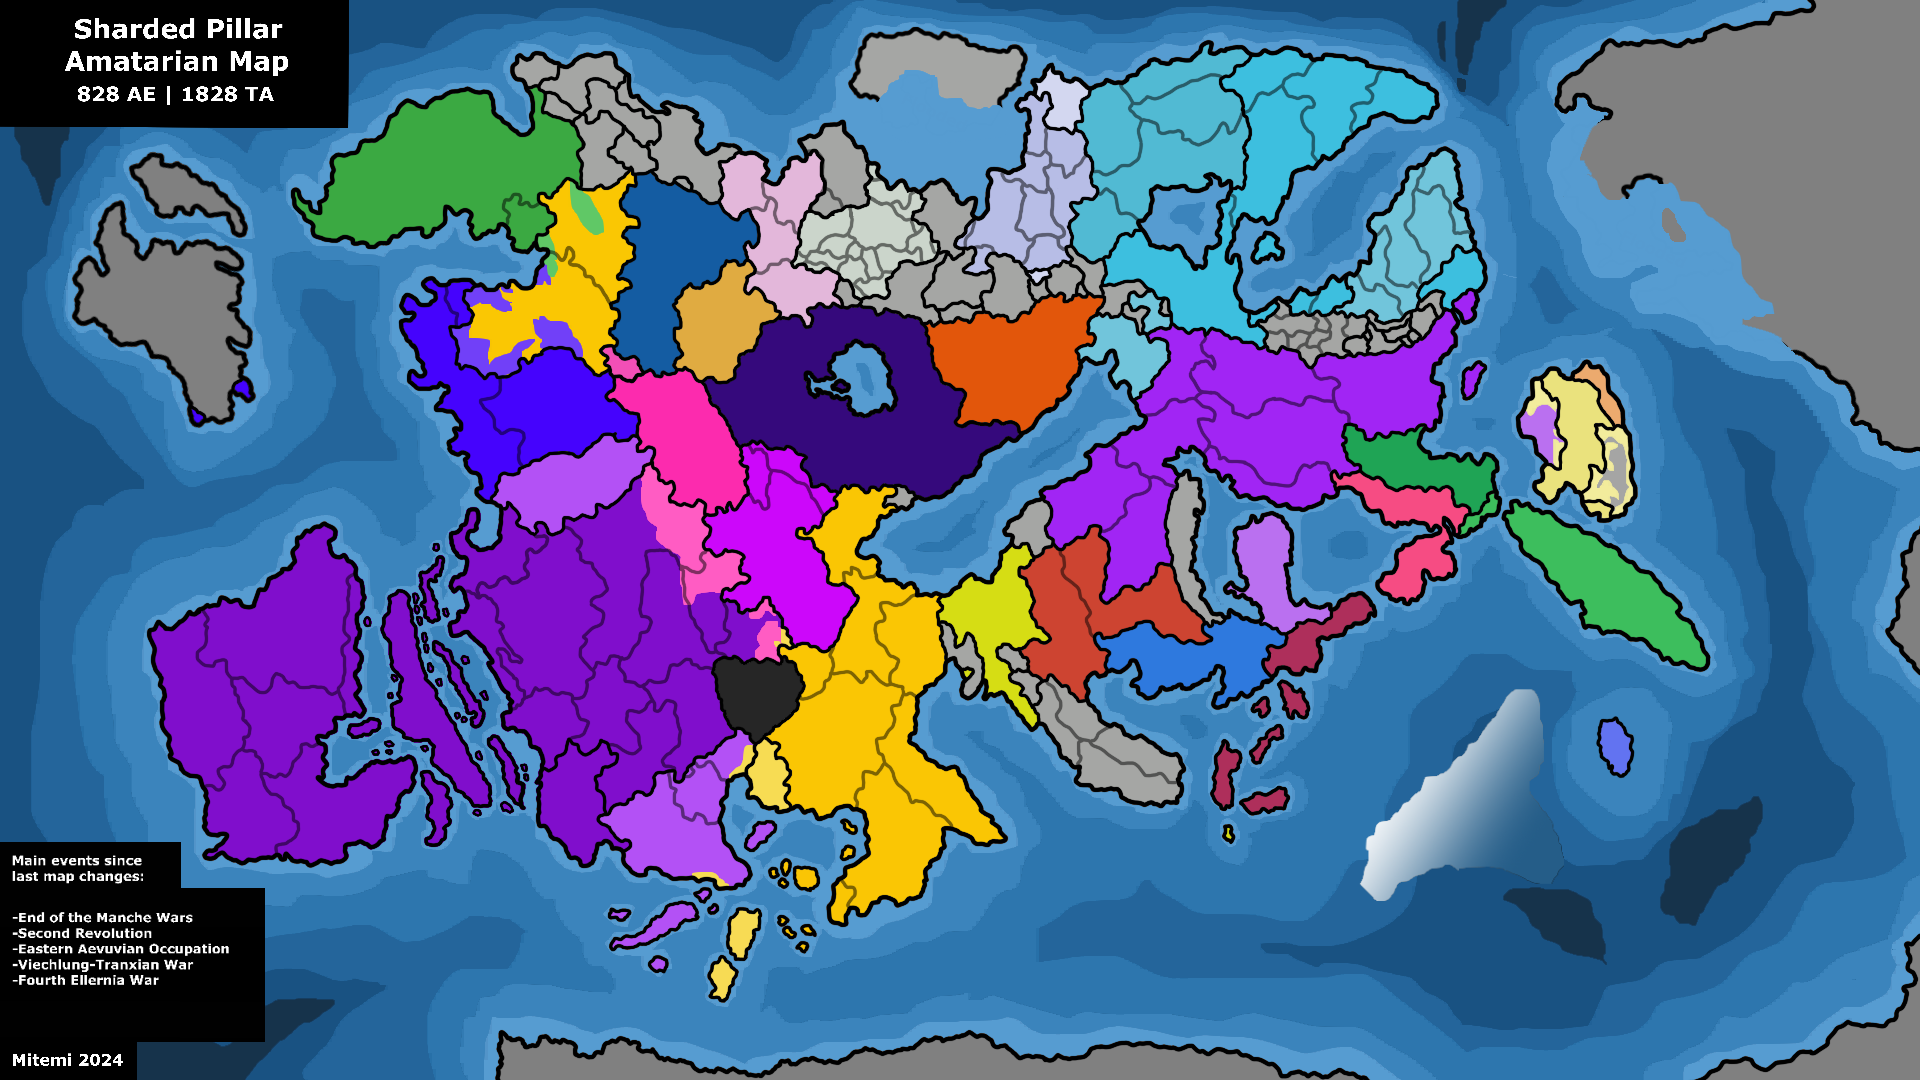 Sharded Pillar
Amatarian Map
828 AE | 1828 TA
Main events since
last map changes:
-End of the Manche Wars
-Second Revolution
-Eastern Aevuvian Occupation
-Viechlung-Tranxian War
-Fourth Ellernia War
Mitemi 2024